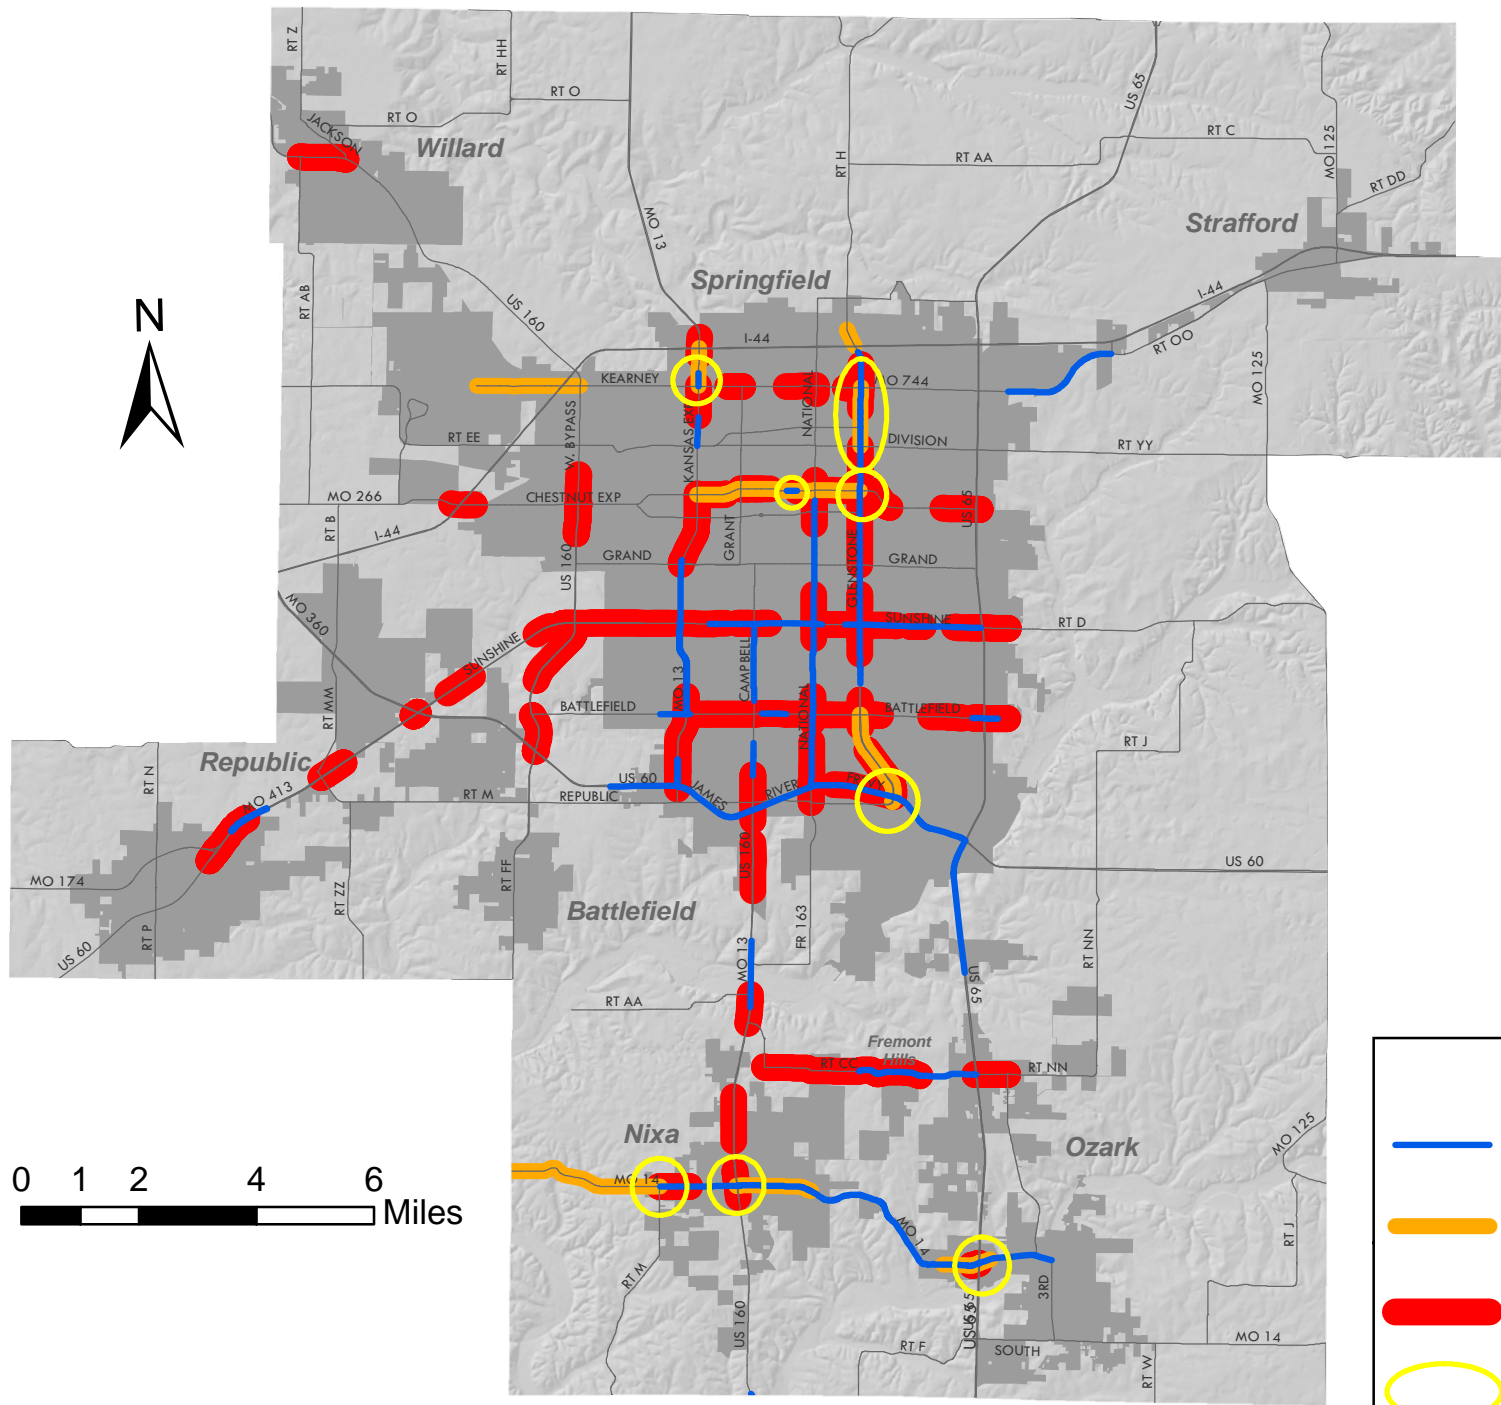 RT Z
RT HH
RT O
RT O
JACKSON
Willard
MO 13
RT H
US 65
RT C
RT AA
MO 125
RT DD
Strafford
Springfield
RT AB
US 160
N
I-44
I-44
RT OO
MO 125
KEARNEY
MO 744
NATIONAL
W. BYPASS
KANSAS EXP
RT EE
DIVISION
RT YY
MO 266
CHESTNUT EXP
US 65
RT B
I-44
GRANT
GLENSTONE
US 160
GRAND
GRAND
MO 360
SUNSHINE
SUNSHINE
RT D
CAMPBELL
MO 13
RT MM
BATTLEFIELD
NATIONAL
BATTLEFIELD
RT J
Republic
RT N
MO 413
US 60
JAMES
RIVER
FRWY
RT M
REPUBLIC
US 160
US 60
MO 174
RT ZZ
RT FF
Battlefield
RT P
US 60
FR 163
MO 13
RT NN
US 65
RT AA
Fremont
Hills
RT CC
RT NN
Nixa
Ozark
MO 125
0 1 2 4 6
Miles
MO 14
MO 14
RT J
RT M
3RD
US 65
US 65
US 160
RT F
SOUTH
MO 14
RT W